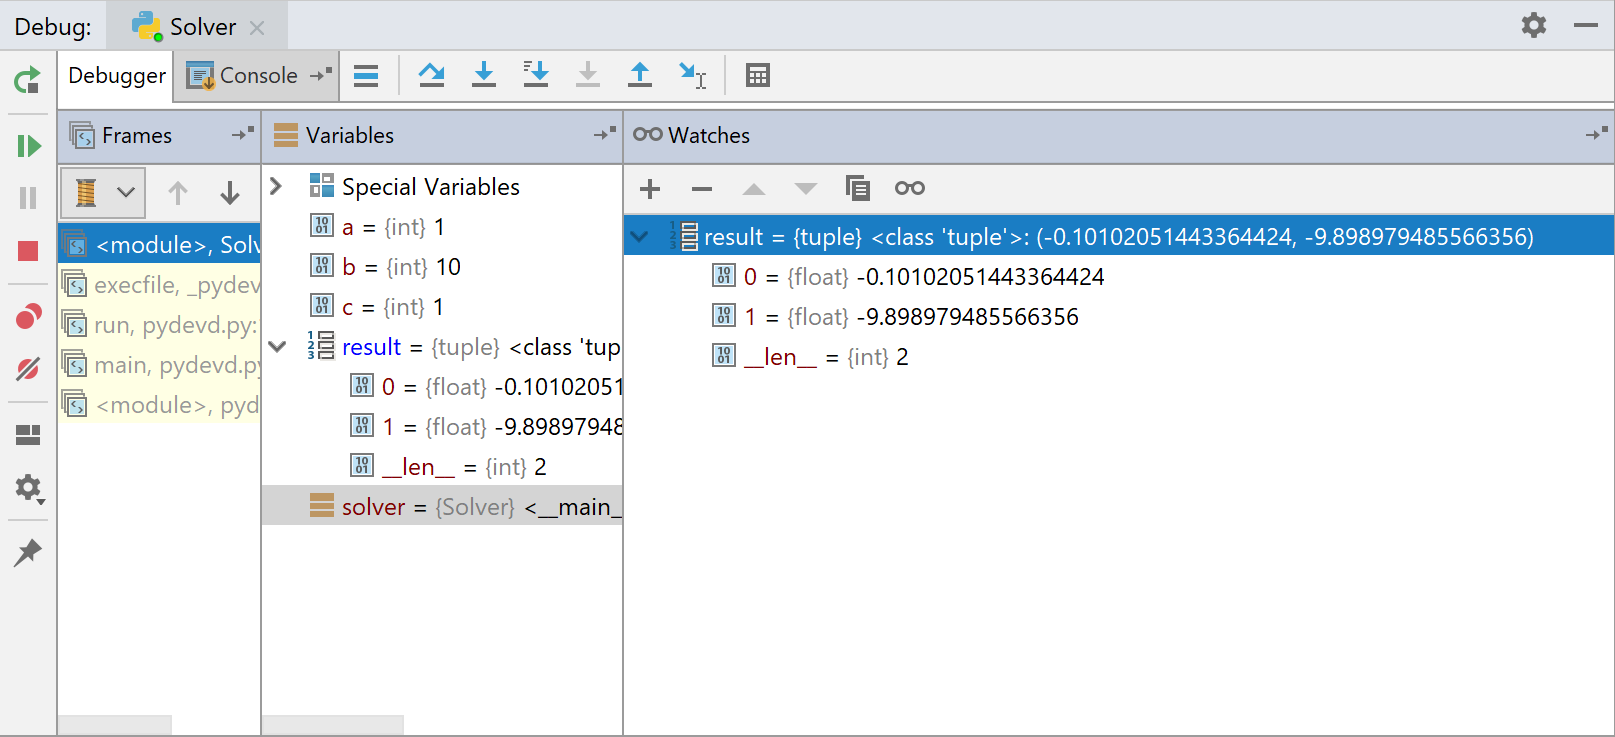 Debug: Solver
Debugger Console
Frames
<module>, Solv
execfile, _pydev
run, pydevd.py:
main, pydevd.py
<module>, pyd
Variables
Special Variables
a = {int} 1
b = {int} 10
c = {int} 1
result = {tuple} <class 'tup
0 = {float} -0.10102051
1 = {float} -9.89897948
__len__ = {int} 2
solver = {Solver} <__main_
Watches
result = {tuple} <class 'tuple'>: (-0.10102051443364424, -9.898979485566356)
0 = {float} -0.10102051443364424
1 = {float} -9.898979485566356
__len__ = {int} 2